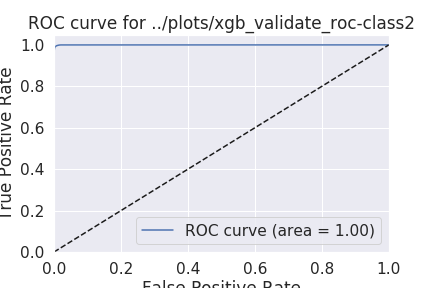 ROC curve for ../plots/xgb_validate_roc-class2
True Positive Rate
1.0
0.8
0.6
0.4
0.2
0.0
ROC curve (area = 1.00)
0.0 0.2 0.4 0.6 0.8 1.0
False Positive Rate